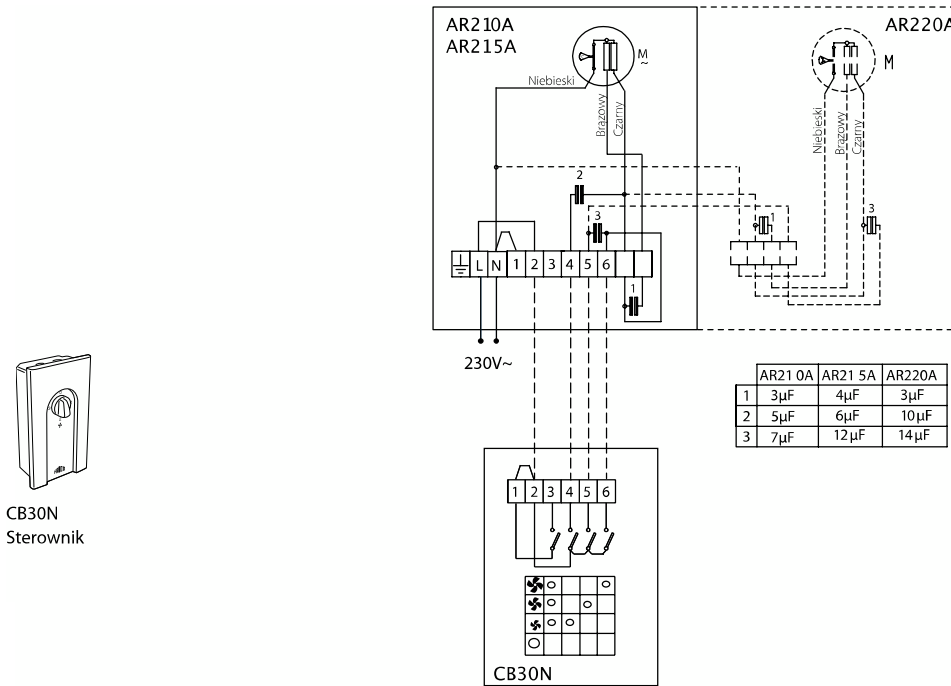 AR210A
AR215A
AR220A
M
~
M
Niebieski
Brązowy
Czarny
Niebieski
Brązowy
Czarny
2
3
1
1
3
L N 1 2 3 4 5 6
230V~
AR21 0A AR21 5A AR220A
1 3µF 4µF 3µF
2 5µF 6µF 10µF
3 7µF 12µF 14µF
1 2 3 4 5 6
CB30N
CB30N
Sterownik